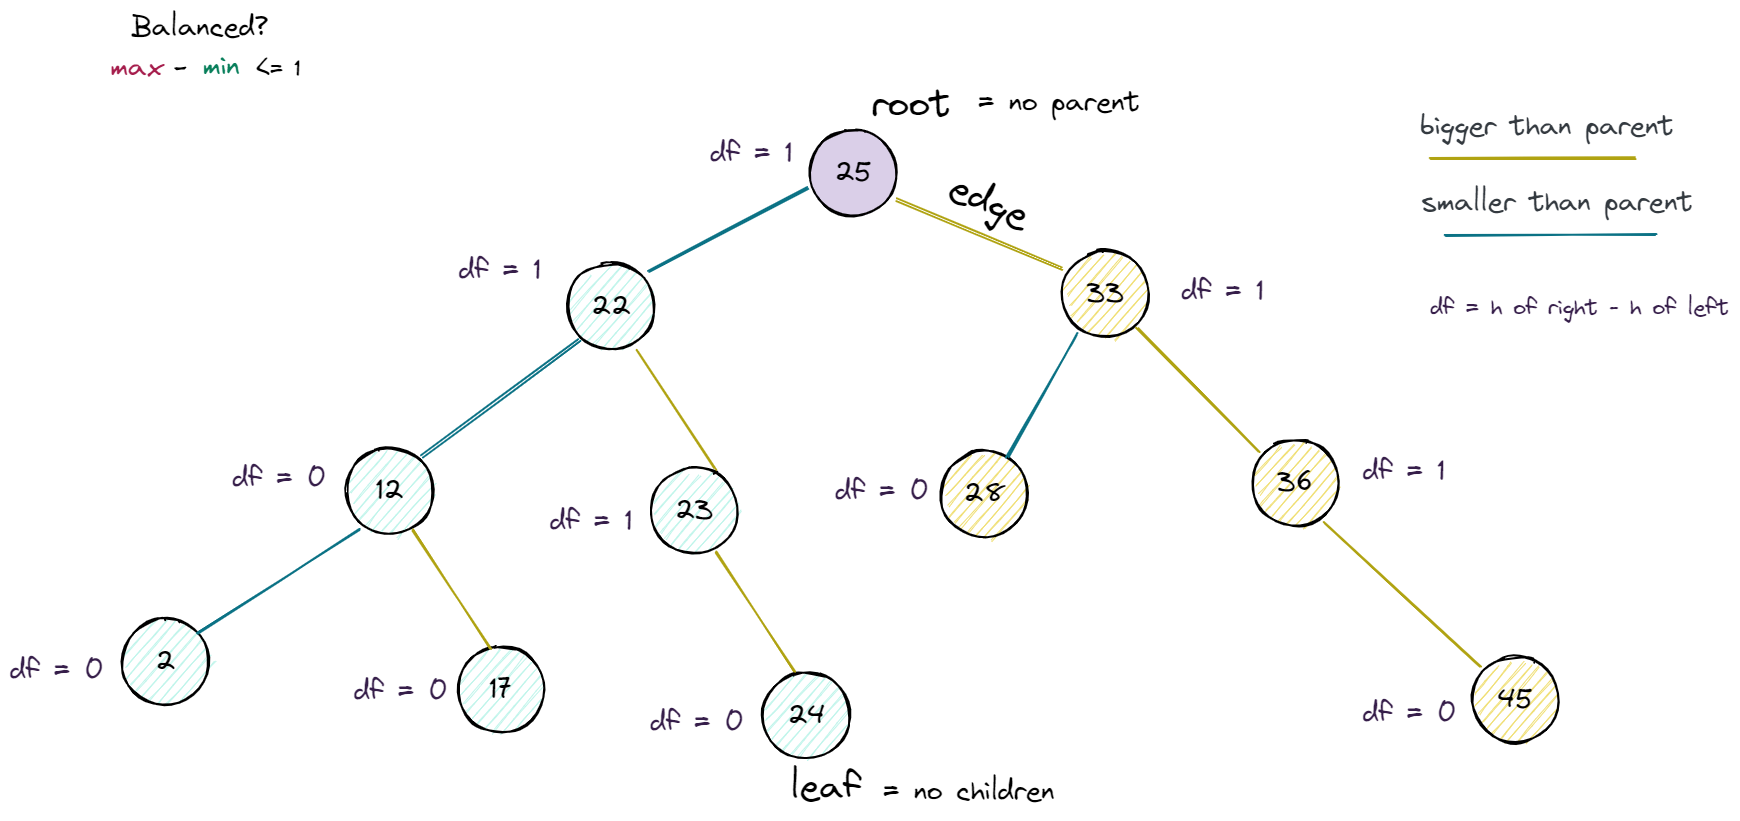 Balanced?
max - min <= 1
root = no parent
bigger than parent
df = 1
25
edge
smaller than parent
df = 1
22
33
df = 1
df = h of right - h of left
df = 0
12
df = 1
23
df = 0
28
36
df = 1
df = 0
2
df = 0
17
df = 0
24
df = 0
45
leaf = no children